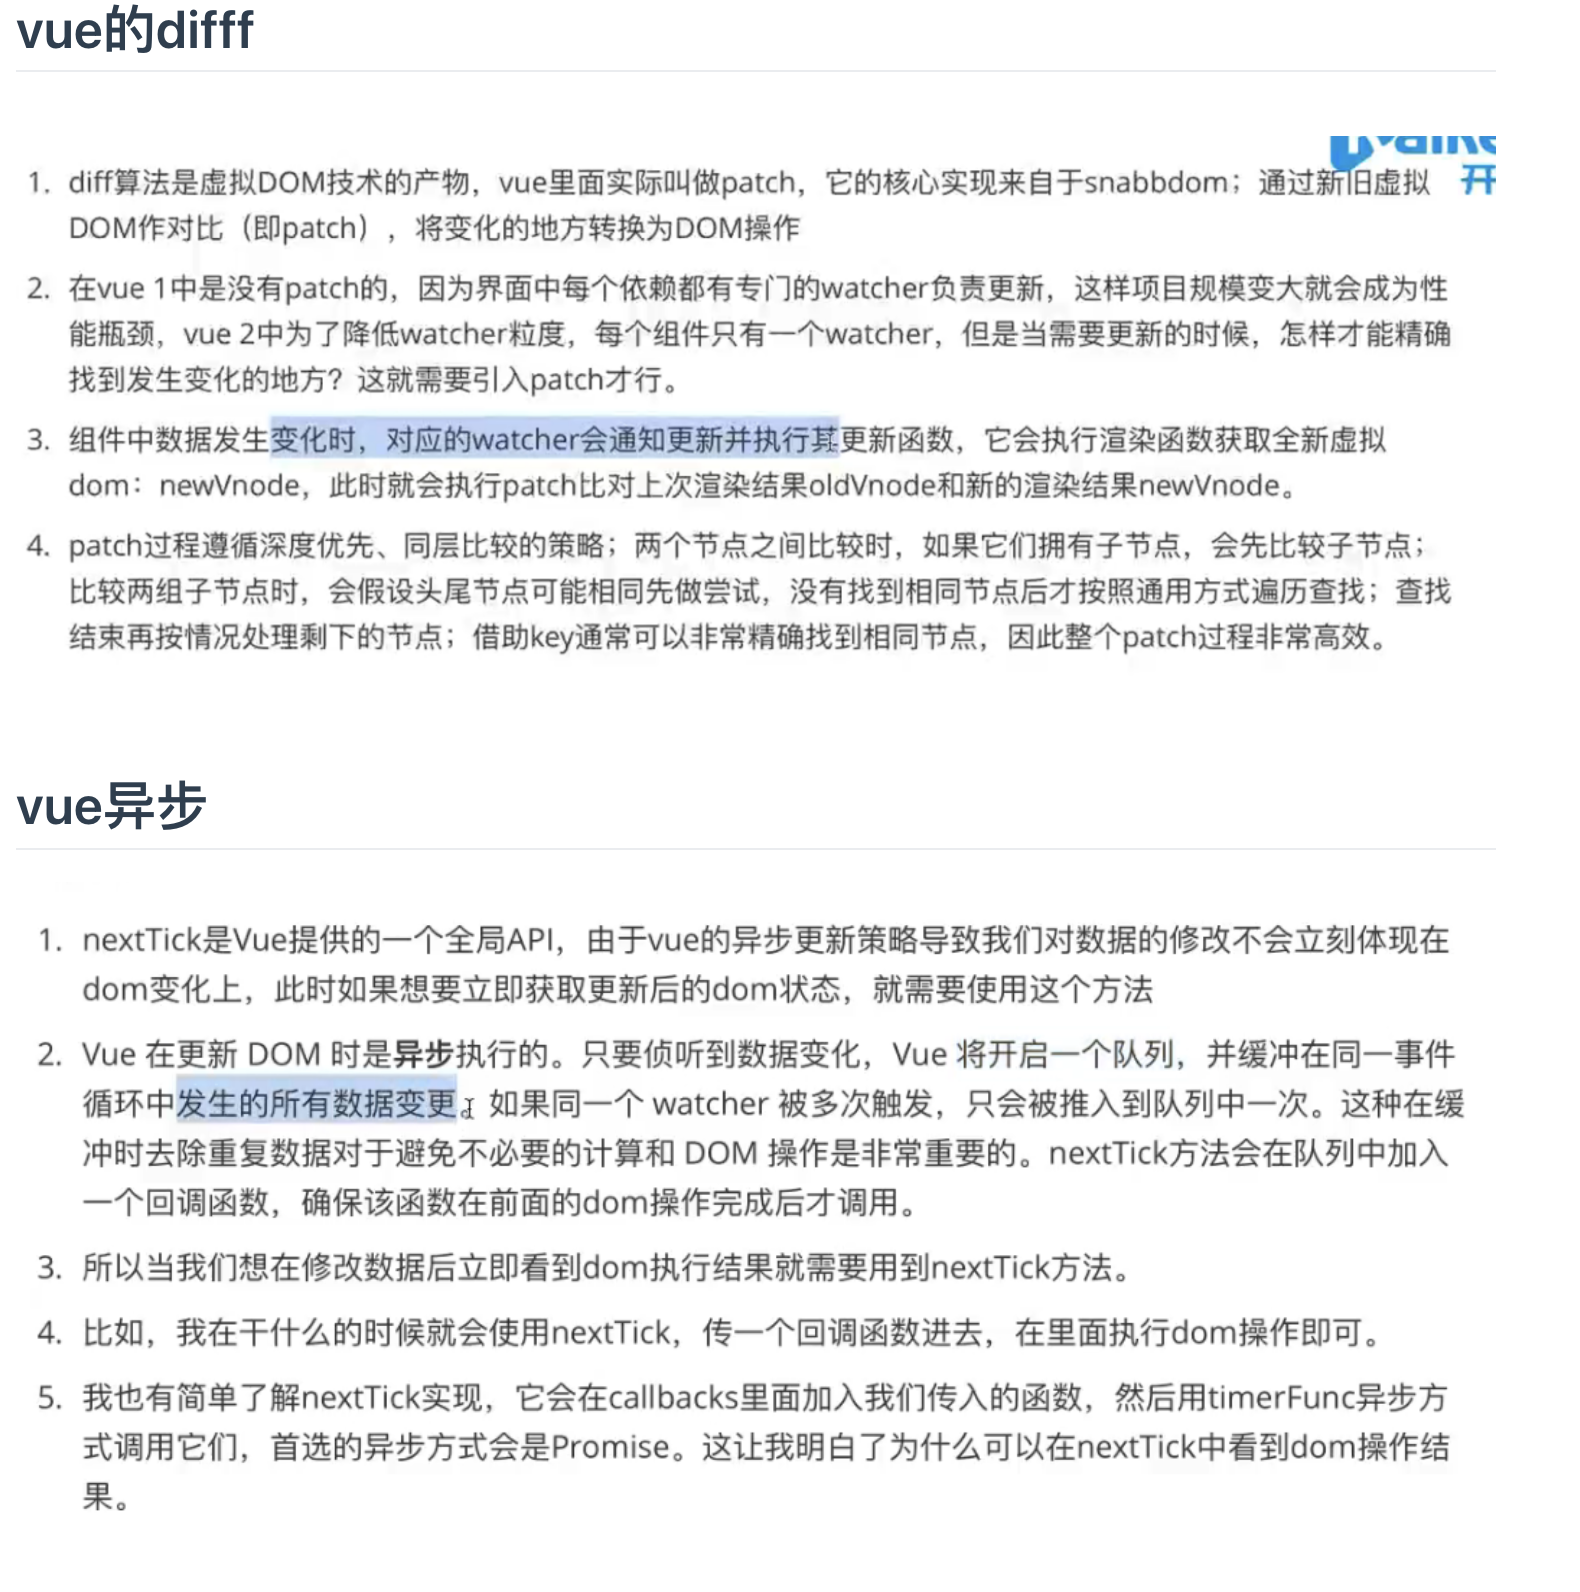 vue的difff
开
1. diff算法是虚拟DOM技术的产物，vue里面实际叫做patch，它的核心实现来自于snabbdom；通过新旧虚拟
DOM作对比（即patch），将变化的地方转换为DOM操作
2. 在vue 1中是没有patch的，因为界面中每个依赖都有专门的watcher负责更新，这样项目规模变大就会成为性
能瓶颈，vue 2中为了降低watcher粒度，每个组件只有一个watcher，但是当需要更新的时候，怎样才能精确
找到发生变化的地方？这就需要引入patch才行。
3. 组件中数据发生变化时，对应的watcher会通知更新并执行其更新函数，它会执行渲染函数获取全新虚拟
dom：newVnode，此时就会执行patch比对上次渲染结果oldVnode和新的渲染结果newVnode。
4. patch过程遵循深度优先、同层比较的策略；两个节点之间比较时，如果它们拥有子节点，会先比较子节点；
比较两组子节点时，会假设头尾节点可能相同先做尝试，没有找到相同节点后才按照通用方式遍历查找；查找
结束再按情况处理剩下的节点；借助key通常可以非常精确找到相同节点，因此整个patch过程非常高效。
vue异步
1. nextTick是Vue提供的一个全局API，由于vue的异步更新策略导致我们对数据的修改不会立刻体现在
dom变化上，此时如果想要立即获取更新后的dom状态，就需要使用这个方法
2. Vue 在更新 DOM 时是异步执行的。只要侦听到数据变化，Vue 将开启一个队列，并缓冲在同一事件
循环中发生的所有数据变更。如果同一个 watcher 被多次触发，只会被推入到队列中一次。这种在缓
冲时去除重复数据对于避免不必要的计算和 DOM 操作是非常重要的。nextTick方法会在队列中加入
一个回调函数，确保该函数在前面的dom操作完成后才调用。
3. 所以当我们想在修改数据后立即看到dom执行结果就需要用到nextTick方法。
4. 比如，我在干什么的时候就会使用nextTick，传一个回调函数进去，在里面执行dom操作即可。
5. 我也有简单了解nextTick实现，它会在callbacks里面加入我们传入的函数，然后用timerFunc异步方
式调用它们，首选的异步方式会是Promise。这让我明白了为什么可以在nextTick中看到dom操作结
果。